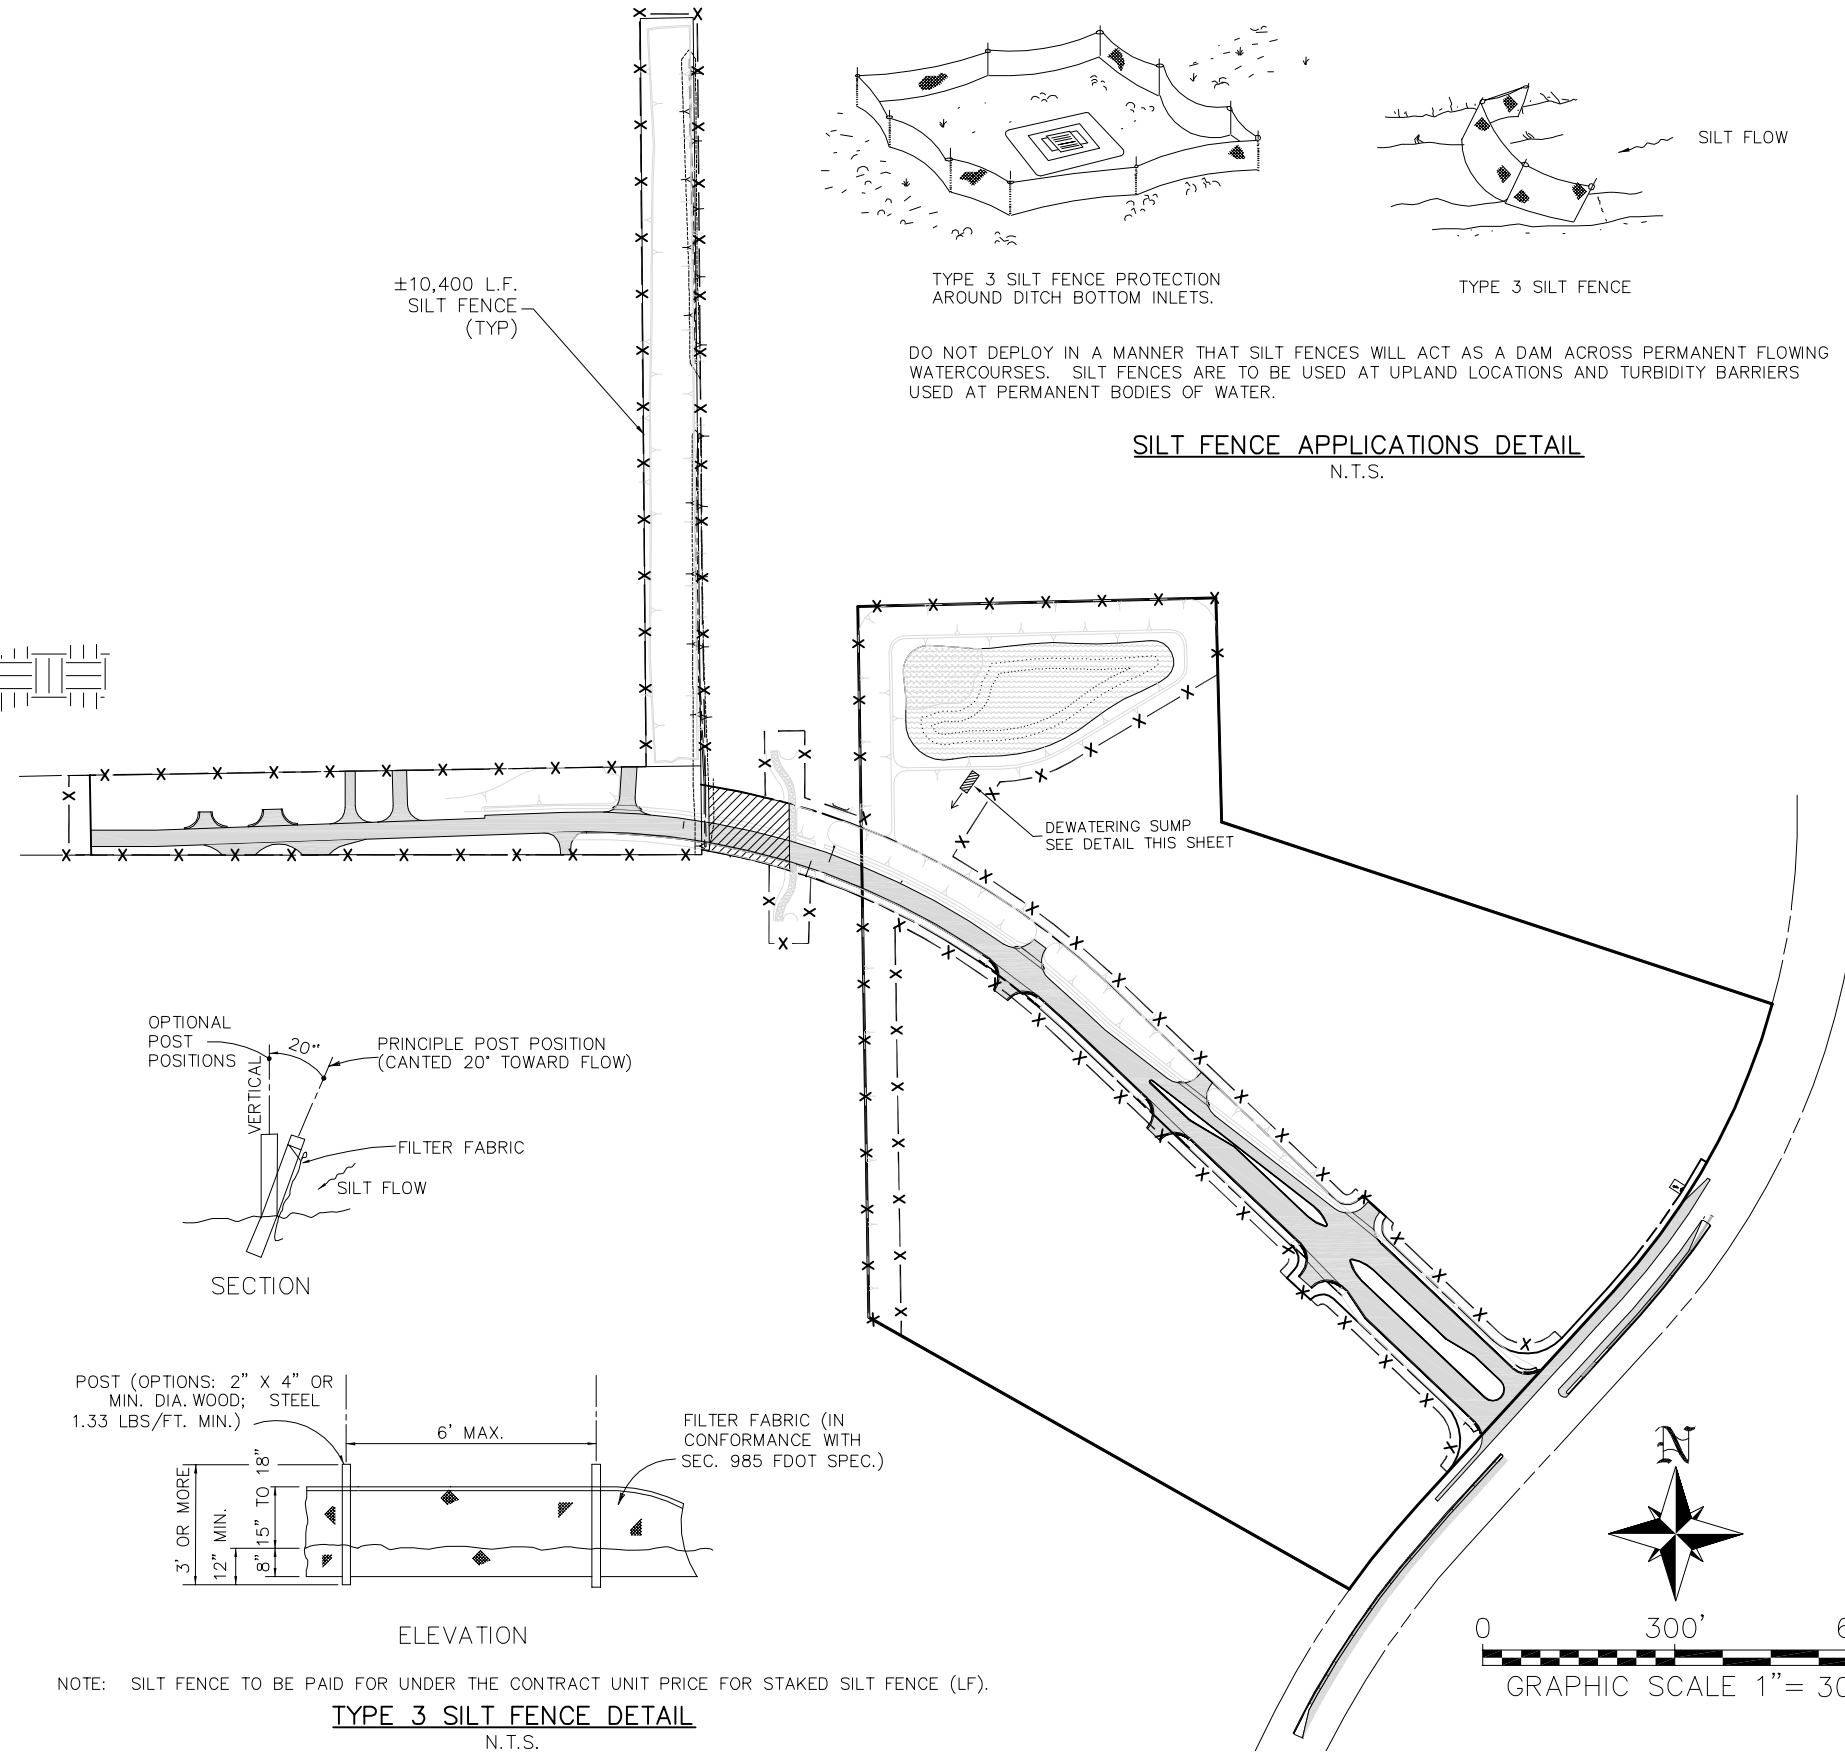 ±10,400 L.F.
SILT FENCE
(TYP)
SILT FLOW
TYPE 3 SILT FENCE PROTECTION
AROUND DITCH BOTTOM INLETS.
TYPE 3 SILT FENCE
DO NOT DEPLOY IN A MANNER THAT SILT FENCES WILL ACT AS A DAM ACROSS PERMANENT FLOWING
WATERCOURSES. SILT FENCES ARE TO BE USED AT UPLAND LOCATIONS AND TURBIDITY BARRIERS
USED AT PERMANENT BODIES OF WATER.
SILT FENCE APPLICATIONS DETAIL
N.T.S.
DEWATERING SUMP
SEE DETAIL THIS SHEET
OPTIONAL
POST
POSITIONS
VERTICAL
20°
PRINCIPLE POST POSITION
(CANTED 20° TOWARD FLOW)
FILTER FABRIC
SILT FLOW
SECTION
POST (OPTIONS: 2" X 4" OR
MIN. DIA. WOOD; STEEL
1.33 LBS/FT. MIN.)
6' MAX.
FILTER FABRIC (IN
CONFORMANCE WITH
SEC. 985 FDOT SPEC.)
3' OR MORE
12" MIN.
8" 15" TO 18"
ELEVATION
NOTE: SILT FENCE TO BE PAID FOR UNDER THE CONTRACT UNIT PRICE FOR STAKED SILT FENCE (LF).
TYPE 3 SILT FENCE DETAIL
N.T.S.
N
0 300' 6
GRAPHIC SCALE 1"= 30